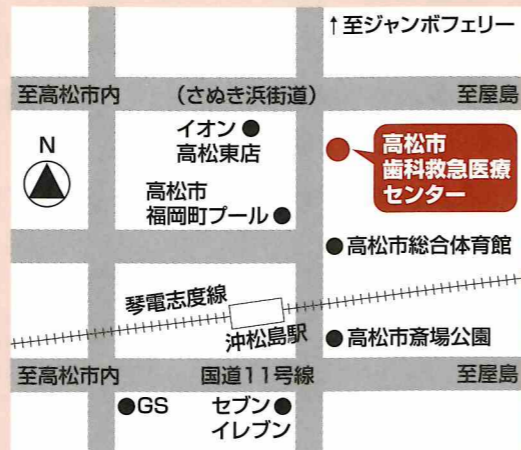 ↑至ジャンボフェリー
至高松市内 (さぬき浜街道) 至屋島
イオン
高松東店
N
高松市
歯科救急医療
センター
高松市
福岡町プール
高松市総合体育館
琴電志度線
沖松島駅
高松市斎場公園
至高松市内 国道11号線 至屋島
GS
セブン
イレブン